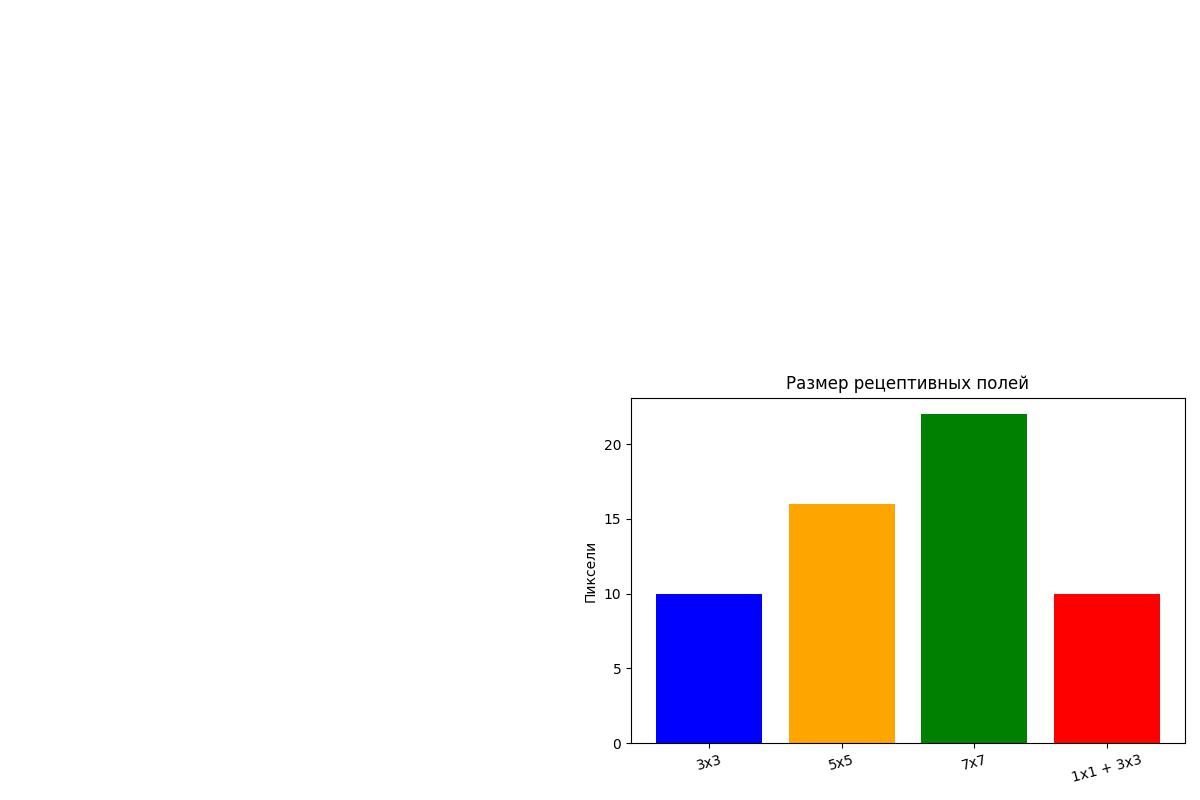 Размер рецептивных полей
Пиксели
20
15
10
5
0
3x3
5x5
7x7
1x1 + 3x3